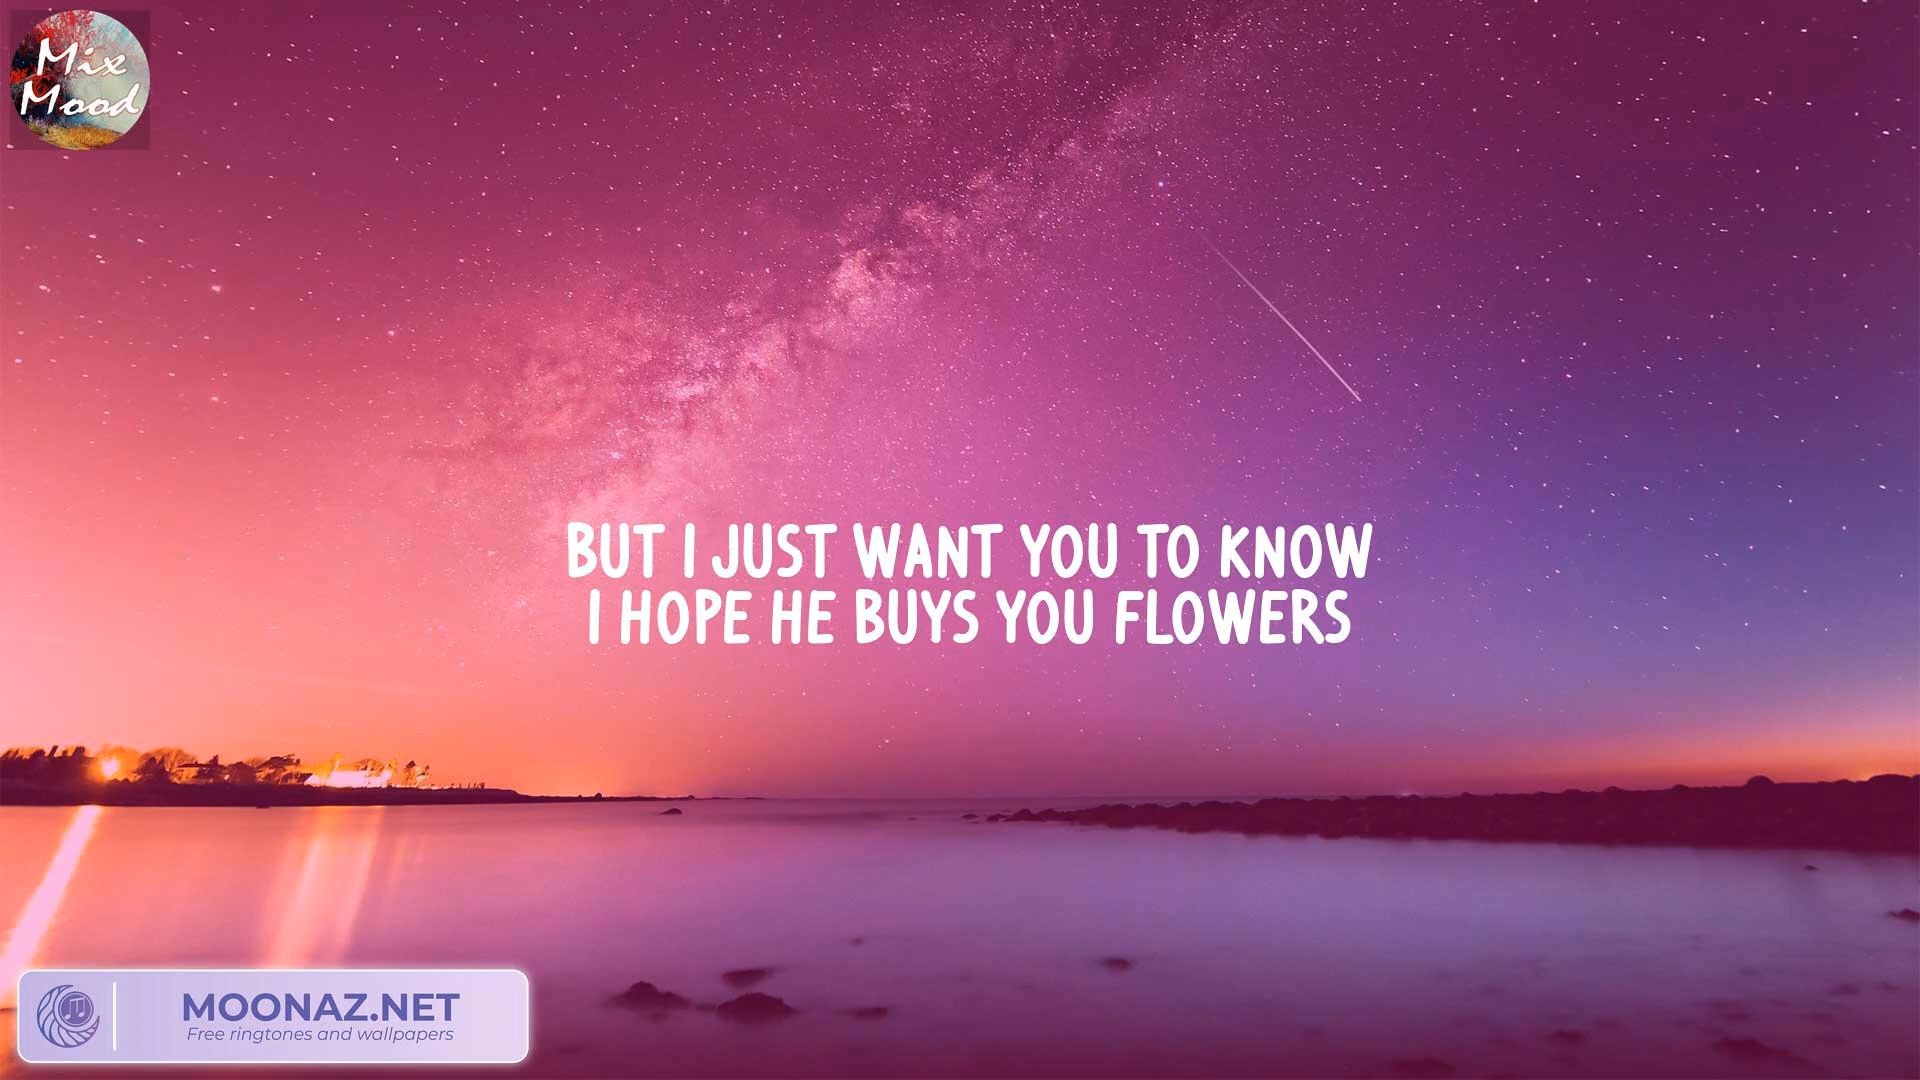 Mix
Mood
BUT I JUST WANT YOU TO KNOW
I HOPE HE BUYS YOU FLOWERS
MOONAZ.NET
Free ringtones and wallpapers